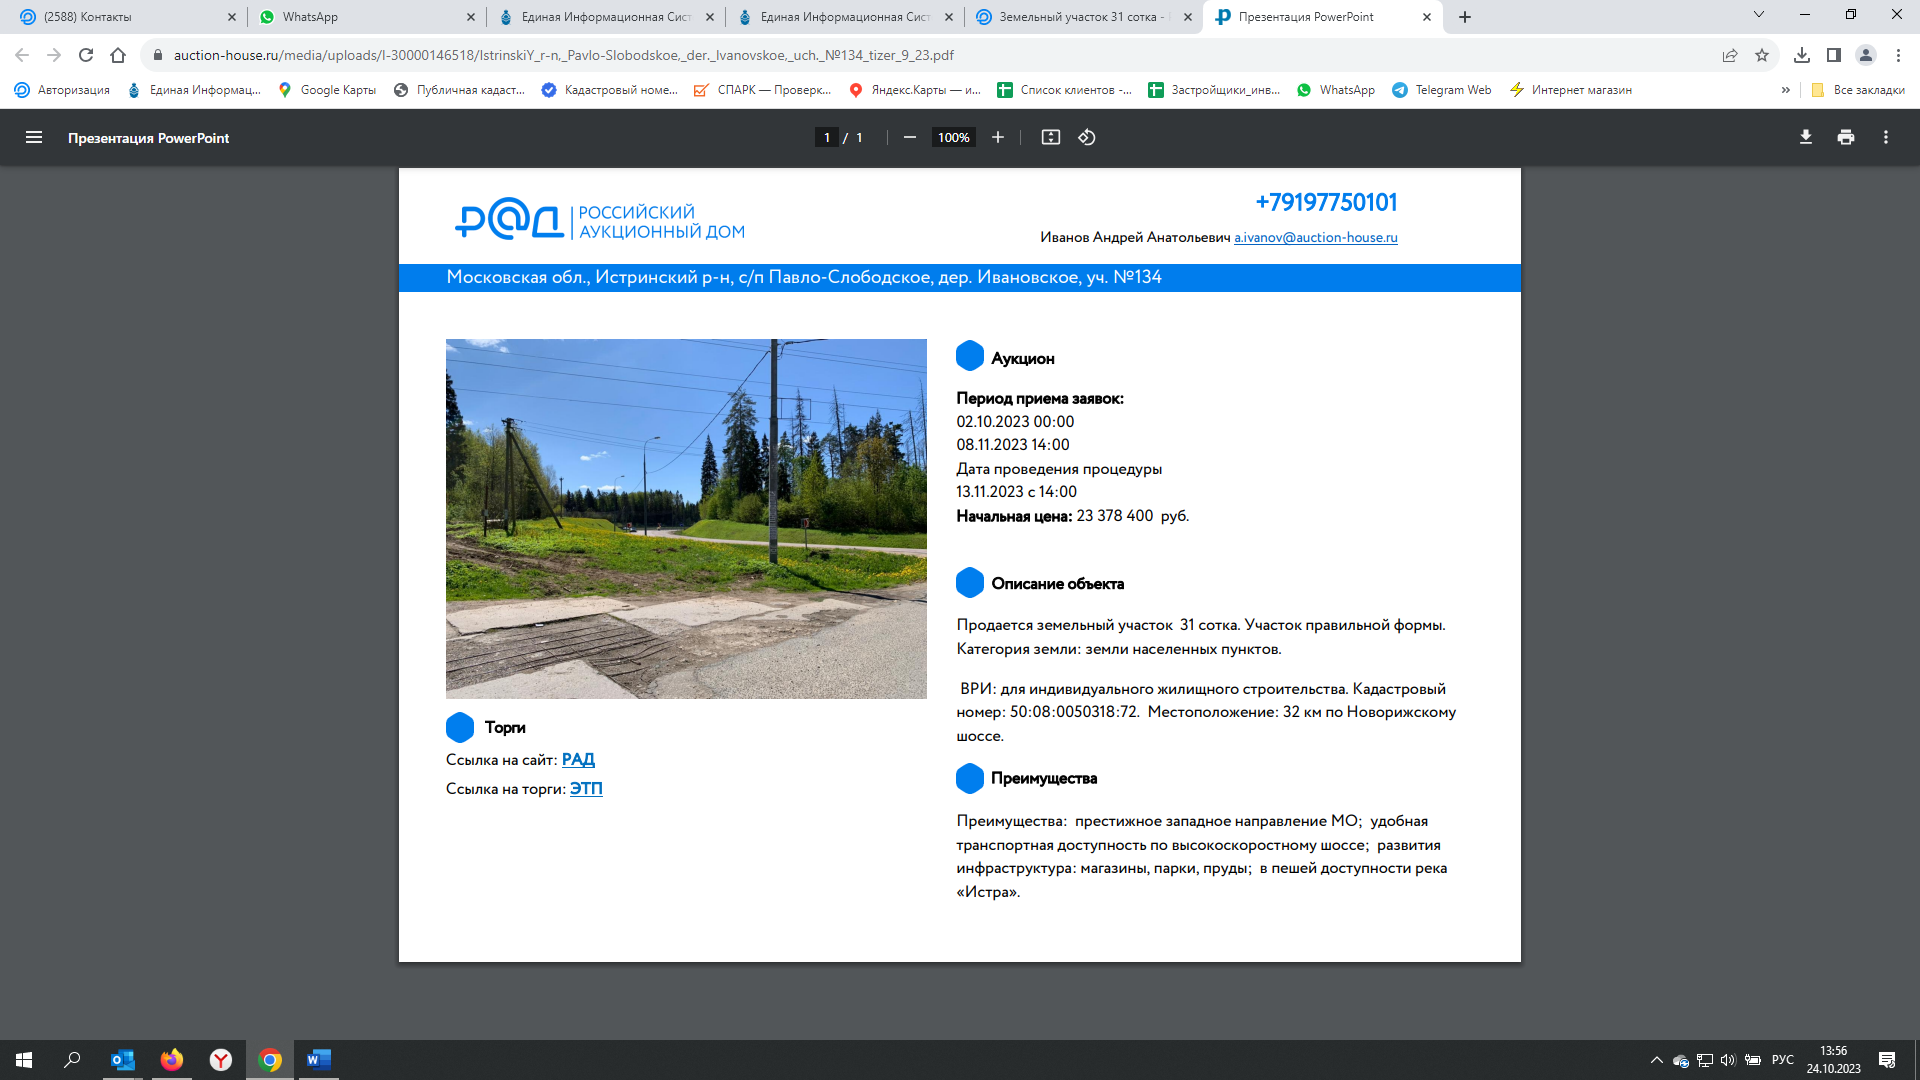 (2588) Контакты
WhatsApp
Единая Информационная Сист
Единая Информационная Сист
Земельный участок 31 сотка -
Презентация PowerPoint
auction-house.ru/media/uploads/l-30000146518/IstrinskiY_r-n,_Pavlo-Slobodskoe,_der._Ivanovskoe,_uch._№134_tizer_9_23.pdf
Авторизация
Единая Информац...
Google Карты
Публичная кадаст...
Кадастровый номе...
СПАРК — Проверк...
Яндекс.Карты — и...
Список клиентов -...
Застройщики_инв...
WhatsApp
Telegram Web
Интернет магазин
»
Все закладки
Презентация PowerPoint
1 / 1
100%
РАД РОССИЙСКИЙ
АУКЦИОННЫЙ ДОМ
+79197750101
Иванов Андрей Анатольевич a.ivanov@auction-house.ru
Московская обл., Истринский р-н, с/п Павло-Слободское, дер. Ивановское, уч. №134
Торги
Ссылка на сайт: РАД
Ссылка на торги: ЭТП
Аукцион
Период приема заявок:
02.10.2023 00:00
08.11.2023 14:00
Дата проведения процедуры
13.11.2023 с 14:00
Начальная цена: 23 378 400 руб.
Описание объекта
Продается земельный участок 31 сотка. Участок правильной формы.
Категория земли: земли населенных пунктов.
ВРИ: для индивидуального жилищного строительства. Кадастровый
номер: 50:08:0050318:72. Местоположение: 32 км по Новорижскому
шоссе.
Преимущества
Преимущества: престижное западное направление МО; удобная
транспортная доступность по высокоскоростному шоссе; развития
инфраструктура: магазины, парки, пруды; в пешей доступности река
«Истра».
РУС
13:56
24.10.2023